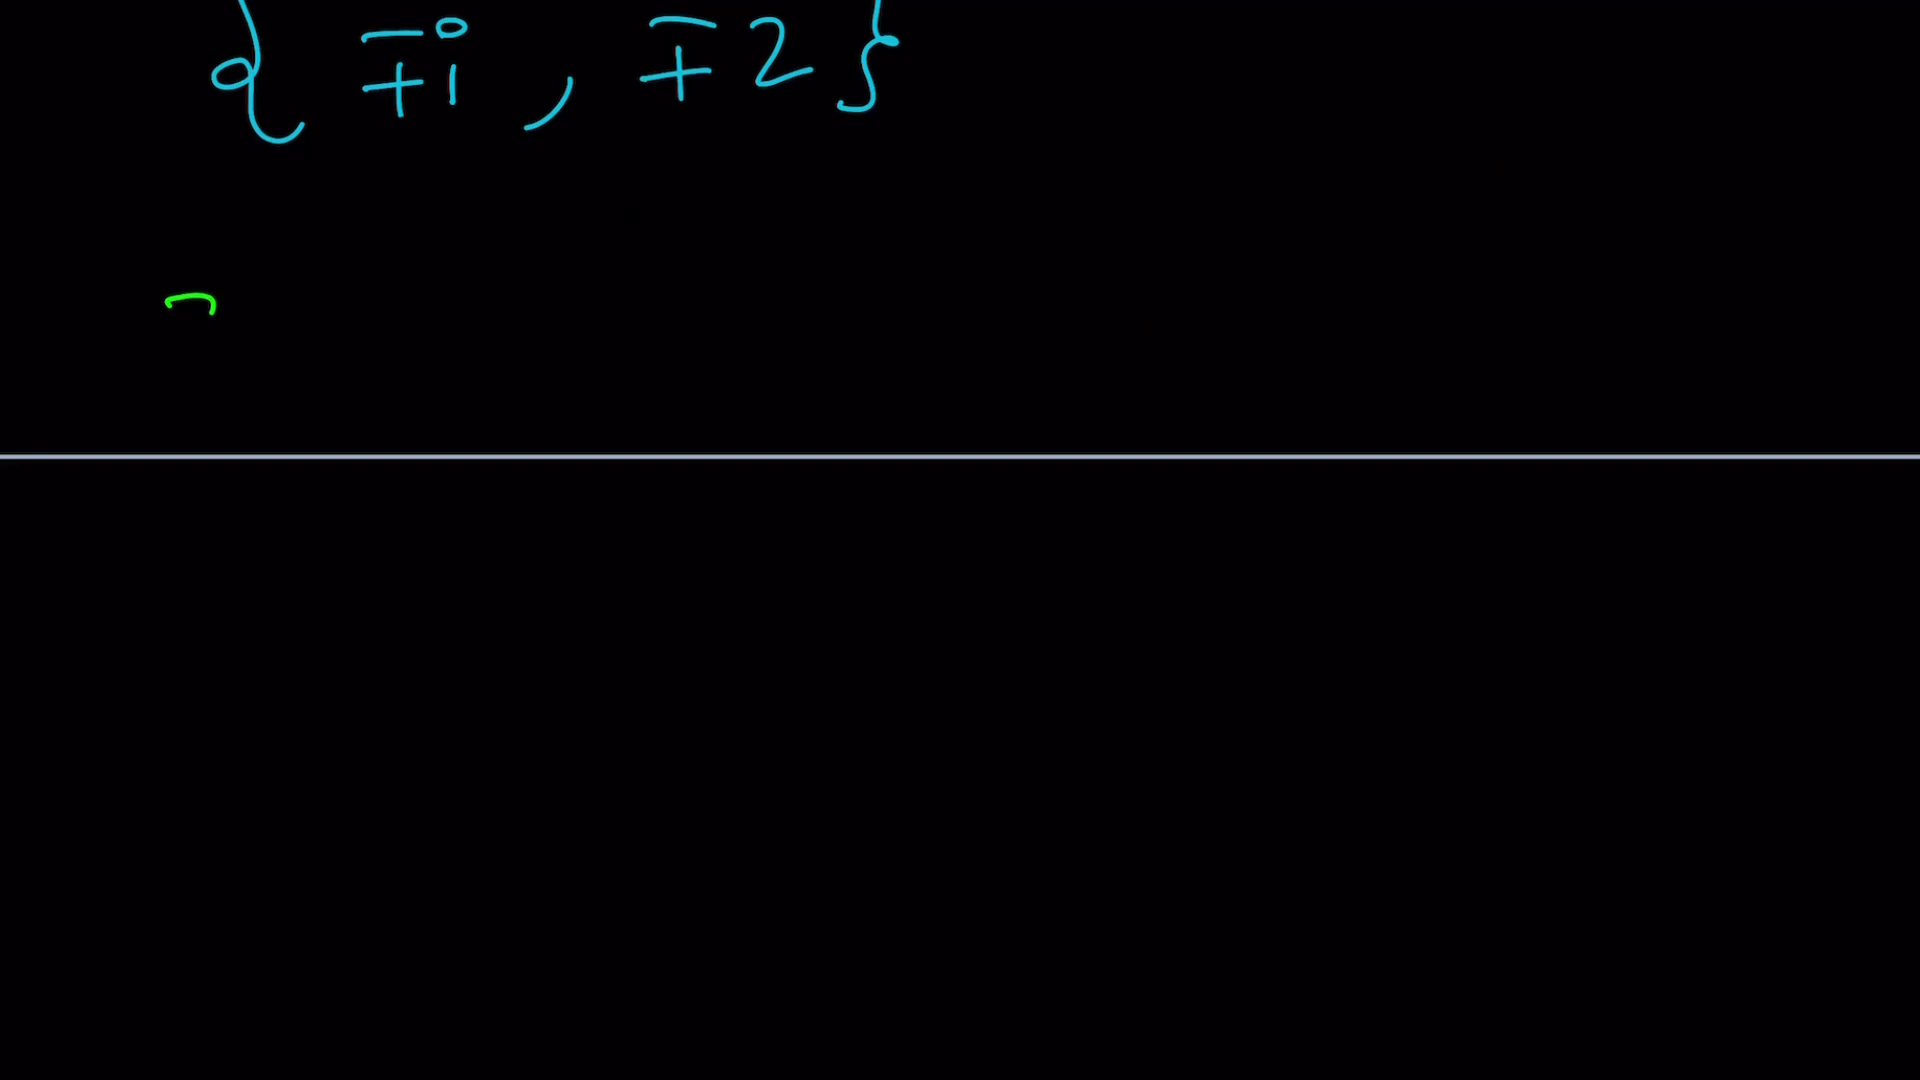 { ∓i , ∓2 }